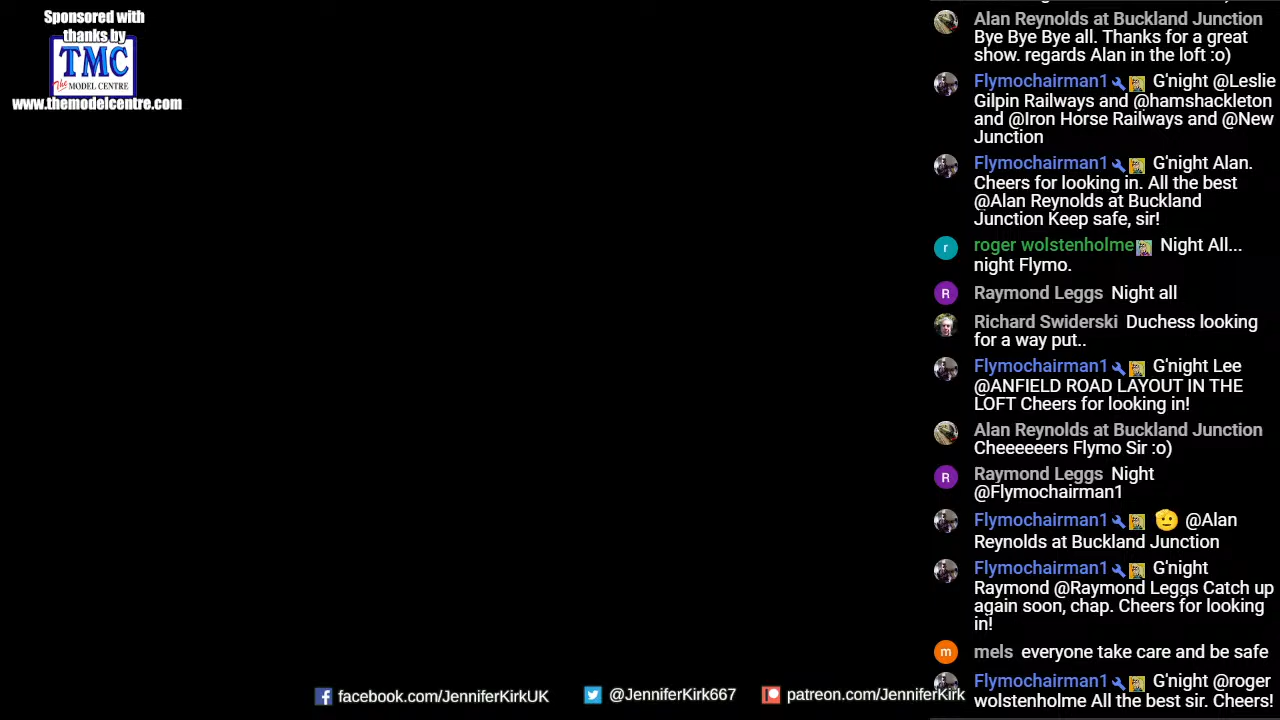 Sponsored with
thanks by
TMC
The MODEL CENTRE
www.themodelcentre.com
Alan Reynolds at Buckland Junction
Bye Bye Bye all. Thanks for a great
show. regards Alan in the loft :o)
Flymochairman1 G'night @Leslie
Gilpin Railways and @hamshackleton
and @Iron Horse Railways and @New
Junction
Flymochairman1 G'night Alan.
Cheers for looking in. All the best
@Alan Reynolds at Buckland
Junction Keep safe, sir!
r
roger wolstenholme Night All...
night Flymo.
R
Raymond Leggs Night all
Richard Swiderski Duchess looking
for a way put..
Flymochairman1 G'night Lee
@ANFIELD ROAD LAYOUT IN THE
LOFT Cheers for looking in!
Alan Reynolds at Buckland Junction
Cheeeeeers Flymo Sir :o)
R
Raymond Leggs Night
@Flymochairman1
Flymochairman1 🫡 @Alan
Reynolds at Buckland Junction
Flymochairman1 G'night
Raymond @Raymond Leggs Catch up
again soon, chap. Cheers for looking
in!
m
mels everyone take care and be safe
Flymochairman1 G'night @roger
wolstenholme All the best sir. Cheers!
facebook.com/JenniferKirkUK
@JenniferKirk667
patreon.com/JenniferKirk